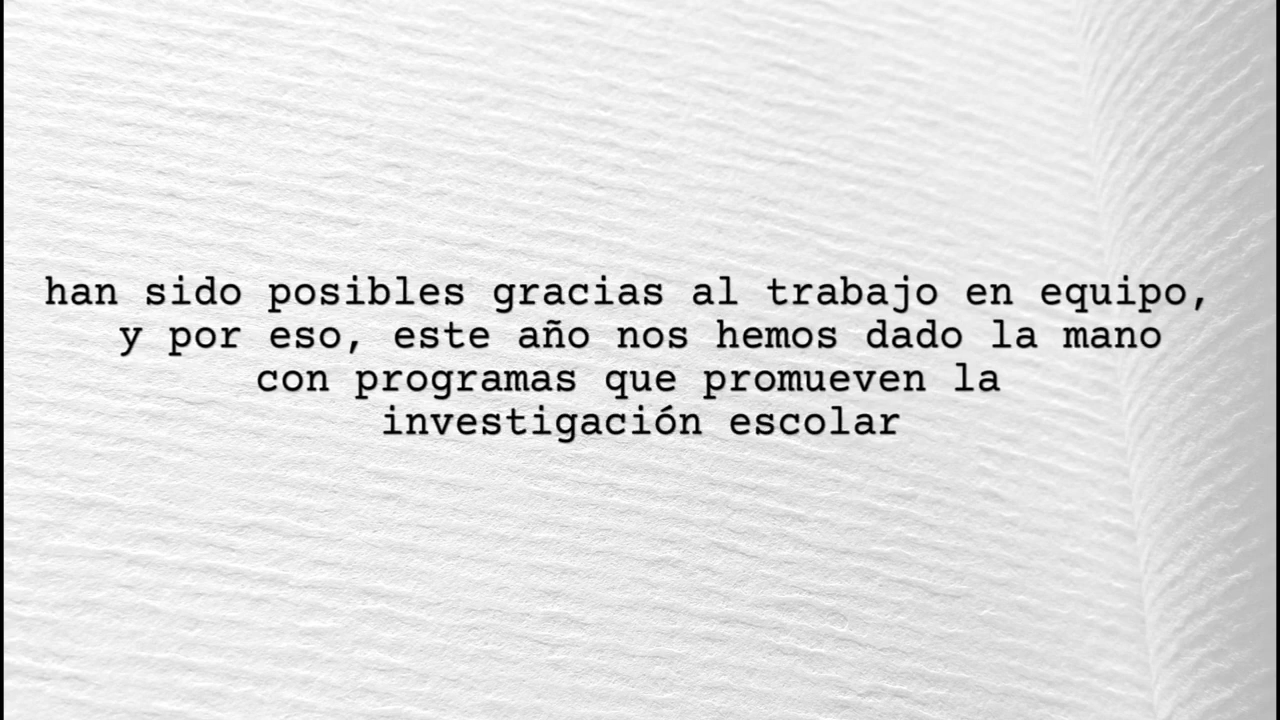 han sido posibles gracias al trabajo en equipo,
y por eso, este año nos hemos dado la mano
con programas que promueven la
investigación escolar